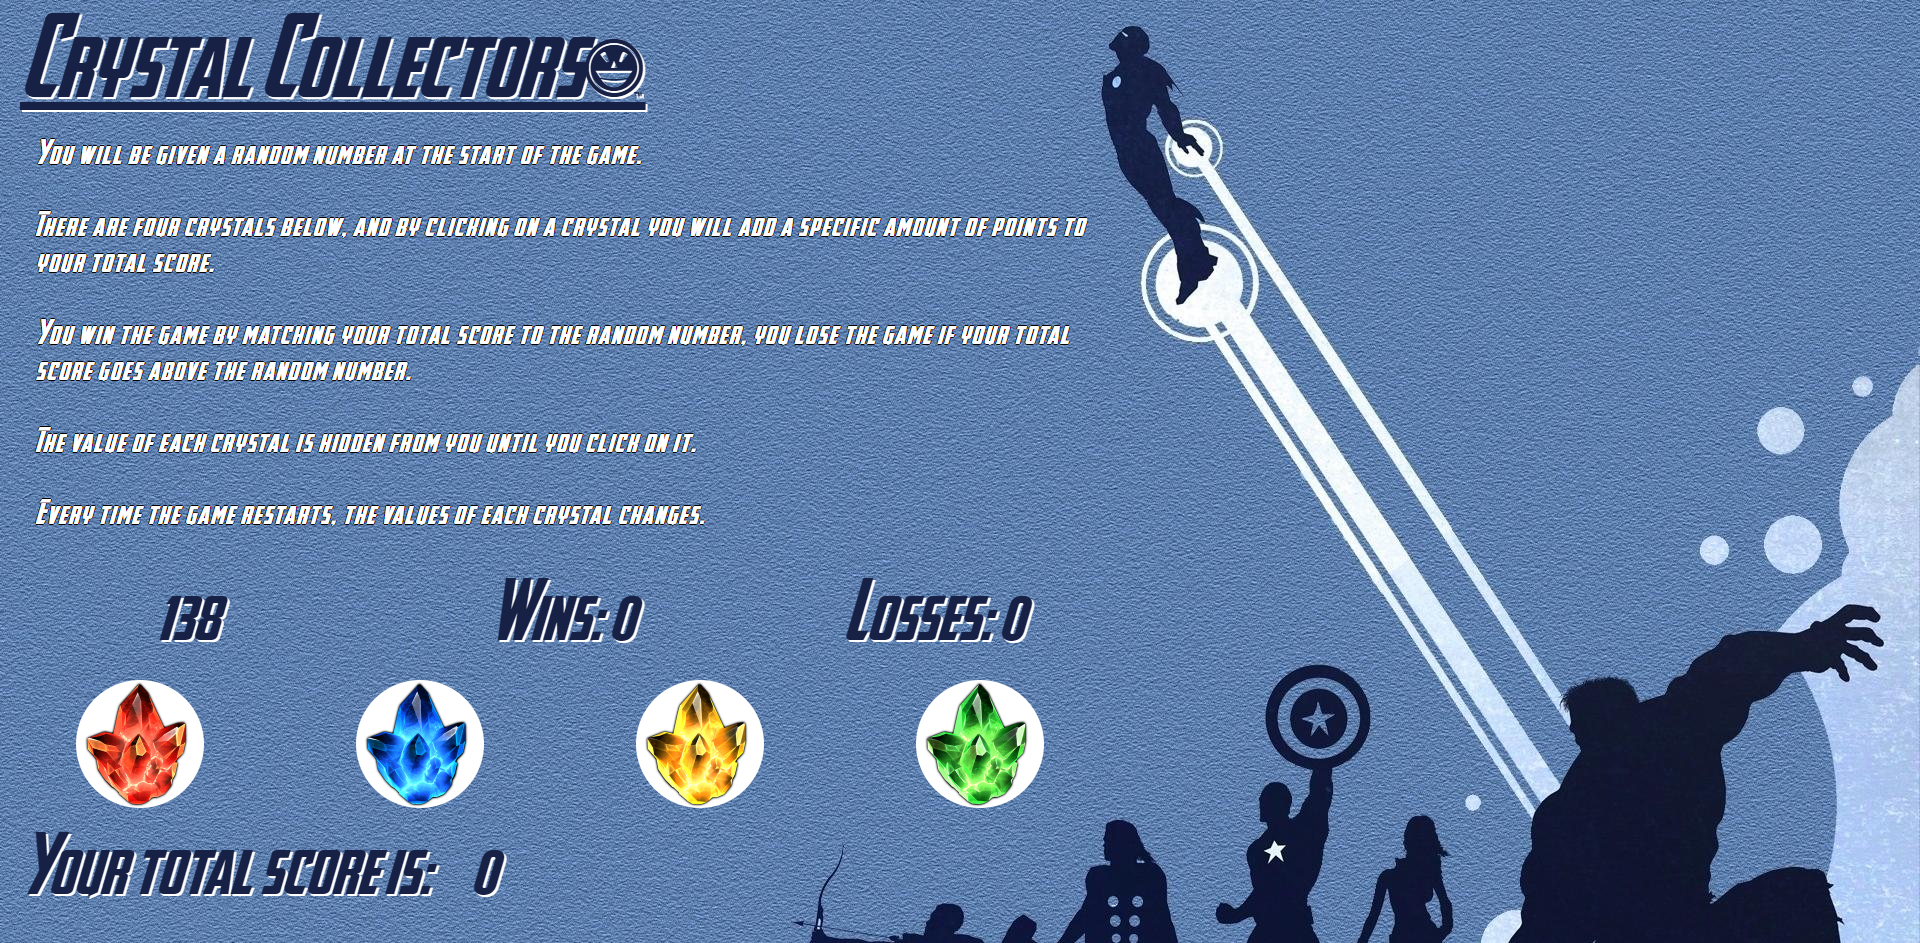 Crystal Collectors
You will be given a random number at the start of the game.
There are four crystals below, and by clicking on a crystal you will add a specific amount of points to
your total score.
You win the game by matching your total score to the random number, you lose the game if your total
score goes above the random number.
The value of each crystal is hidden from you until you click on it.
Every time the game restarts, the values of each crystal changes.
138 Wins: 0 Losses: 0
Your total score is: 0